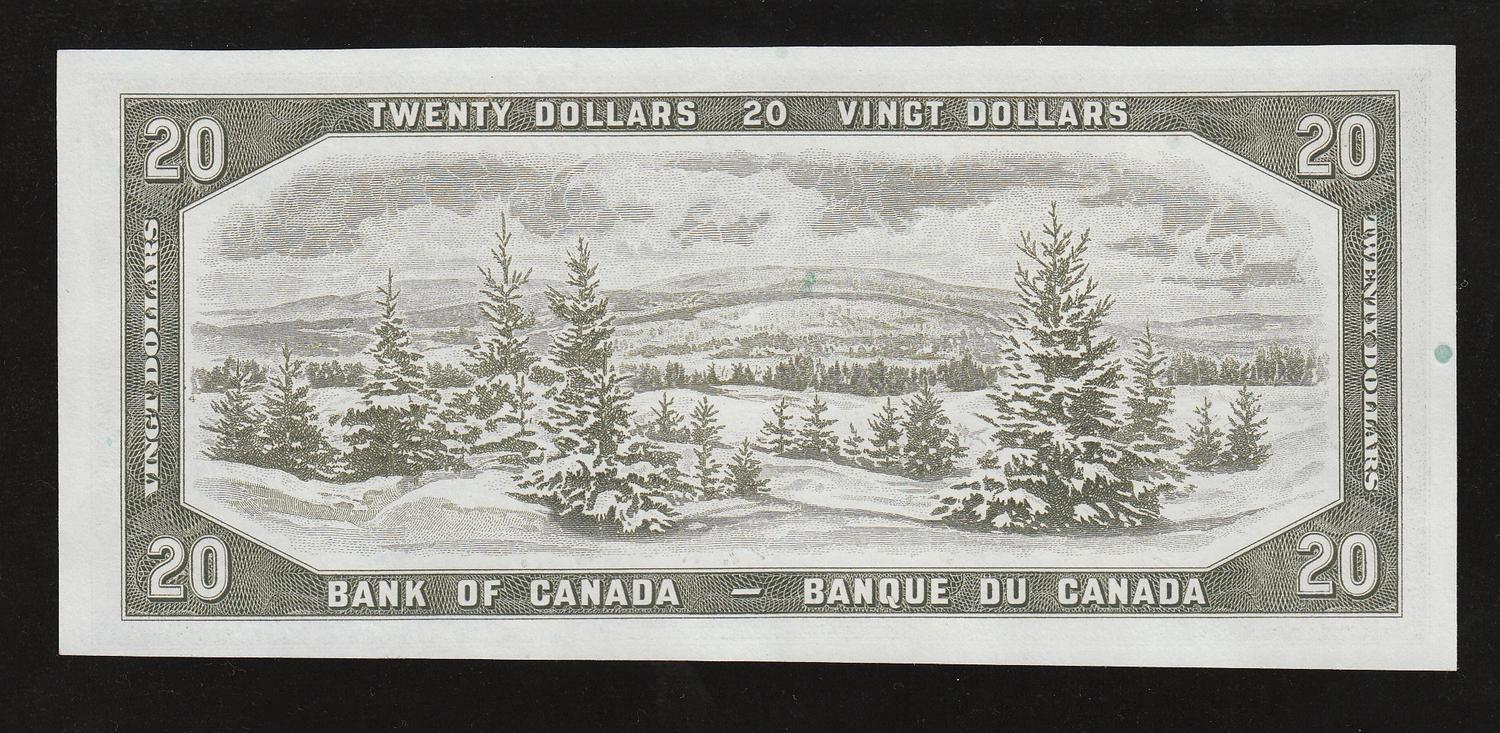 TWENTY DOLLARS 20 VINGT DOLLARS
20
20
VINGT DOLLARS
TWENTY DOLLARS
20
20
BANK OF CANADA — BANQUE DU CANADA